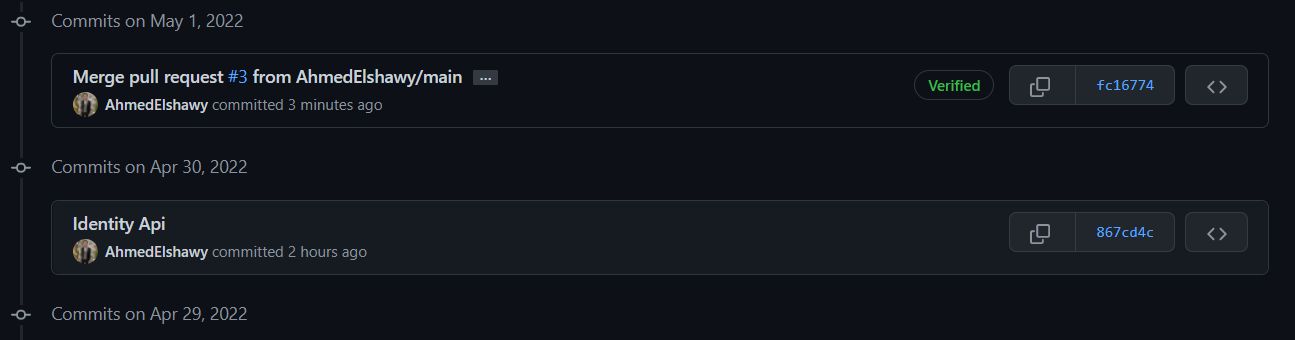 Commits on May 1, 2022
Merge pull request #3 from AhmedElshawy/main ...
Verified
fc16774
AhmedElshawy committed 3 minutes ago
Commits on Apr 30, 2022
Identity Api
867cd4c
AhmedElshawy committed 2 hours ago
Commits on Apr 29, 2022